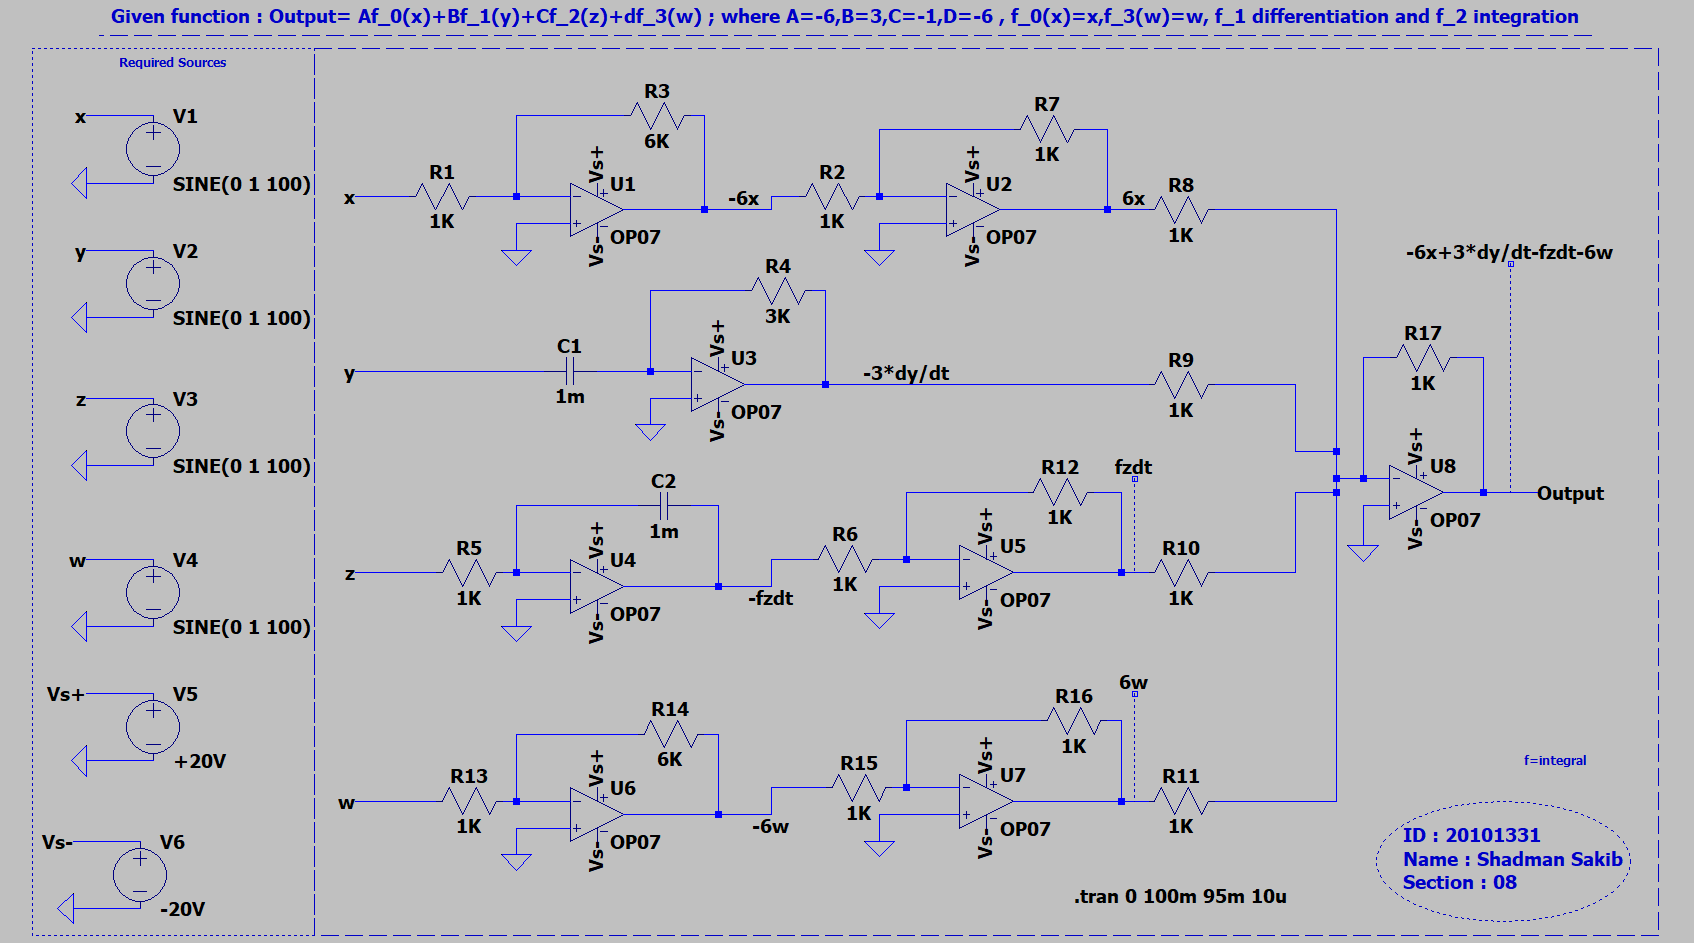 Given function : Output= Af_0(x)+Bf_1(y)+Cf_2(z)+df_3(w) ; where A=-6,B=3,C=-1,D=-6 , f_0(x)=x,f_3(w)=w, f_1 differentiation and f_2 integration
Required Sources
x
V1
SINE(0 1 100)
y
V2
SINE(0 1 100)
z
V3
SINE(0 1 100)
w
V4
SINE(0 1 100)
Vs+
V5
+20V
Vs-
V6
-20V
x
R1
1K
R3
6K
Vs+
U1
OP07
Vs-
-6x
R2
1K
R7
1K
Vs+
U2
OP07
Vs-
6x
R8
1K
y
C1
1m
R4
3K
Vs+
U3
OP07
Vs-
-3*dy/dt
R9
1K
z
R5
1K
C2
1m
Vs+
U4
OP07
Vs-
-fzdt
R6
1K
R12
1K
Vs+
U5
OP07
Vs-
fzdt
R10
1K
w
R13
1K
R14
6K
Vs+
U6
OP07
Vs-
-6w
R15
1K
R16
1K
Vs+
U7
OP07
Vs-
6w
R11
1K
-6x+3*dy/dt-fzdt-6w
R17
1K
Vs+
U8
OP07
Vs-
Output
f=integral
ID : 20101331
Name : Shadman Sakib
Section : 08
.tran 0 100m 95m 10u